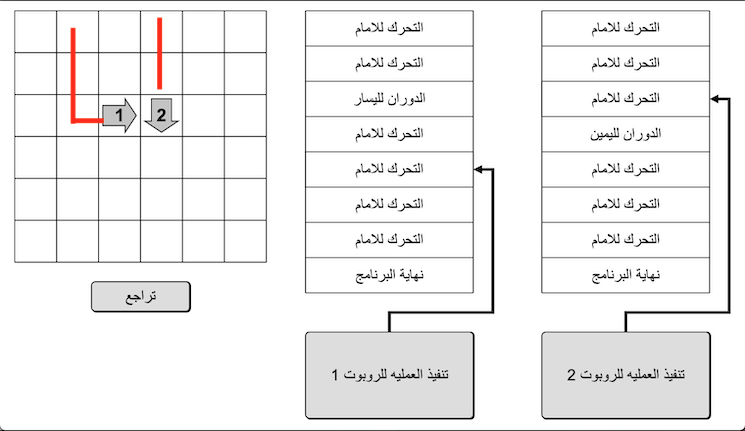 1
2
تراجع
التحرك للامام
التحرك للامام
الدوران لليسار
التحرك للامام
التحرك للامام
التحرك للامام
التحرك للامام
نهاية البرنامج
تنفيذ العمليه للروبوت 1
التحرك للامام
التحرك للامام
التحرك للامام
الدوران لليمين
التحرك للامام
التحرك للامام
التحرك للامام
نهاية البرنامج
تنفيذ العمليه للروبوت 2